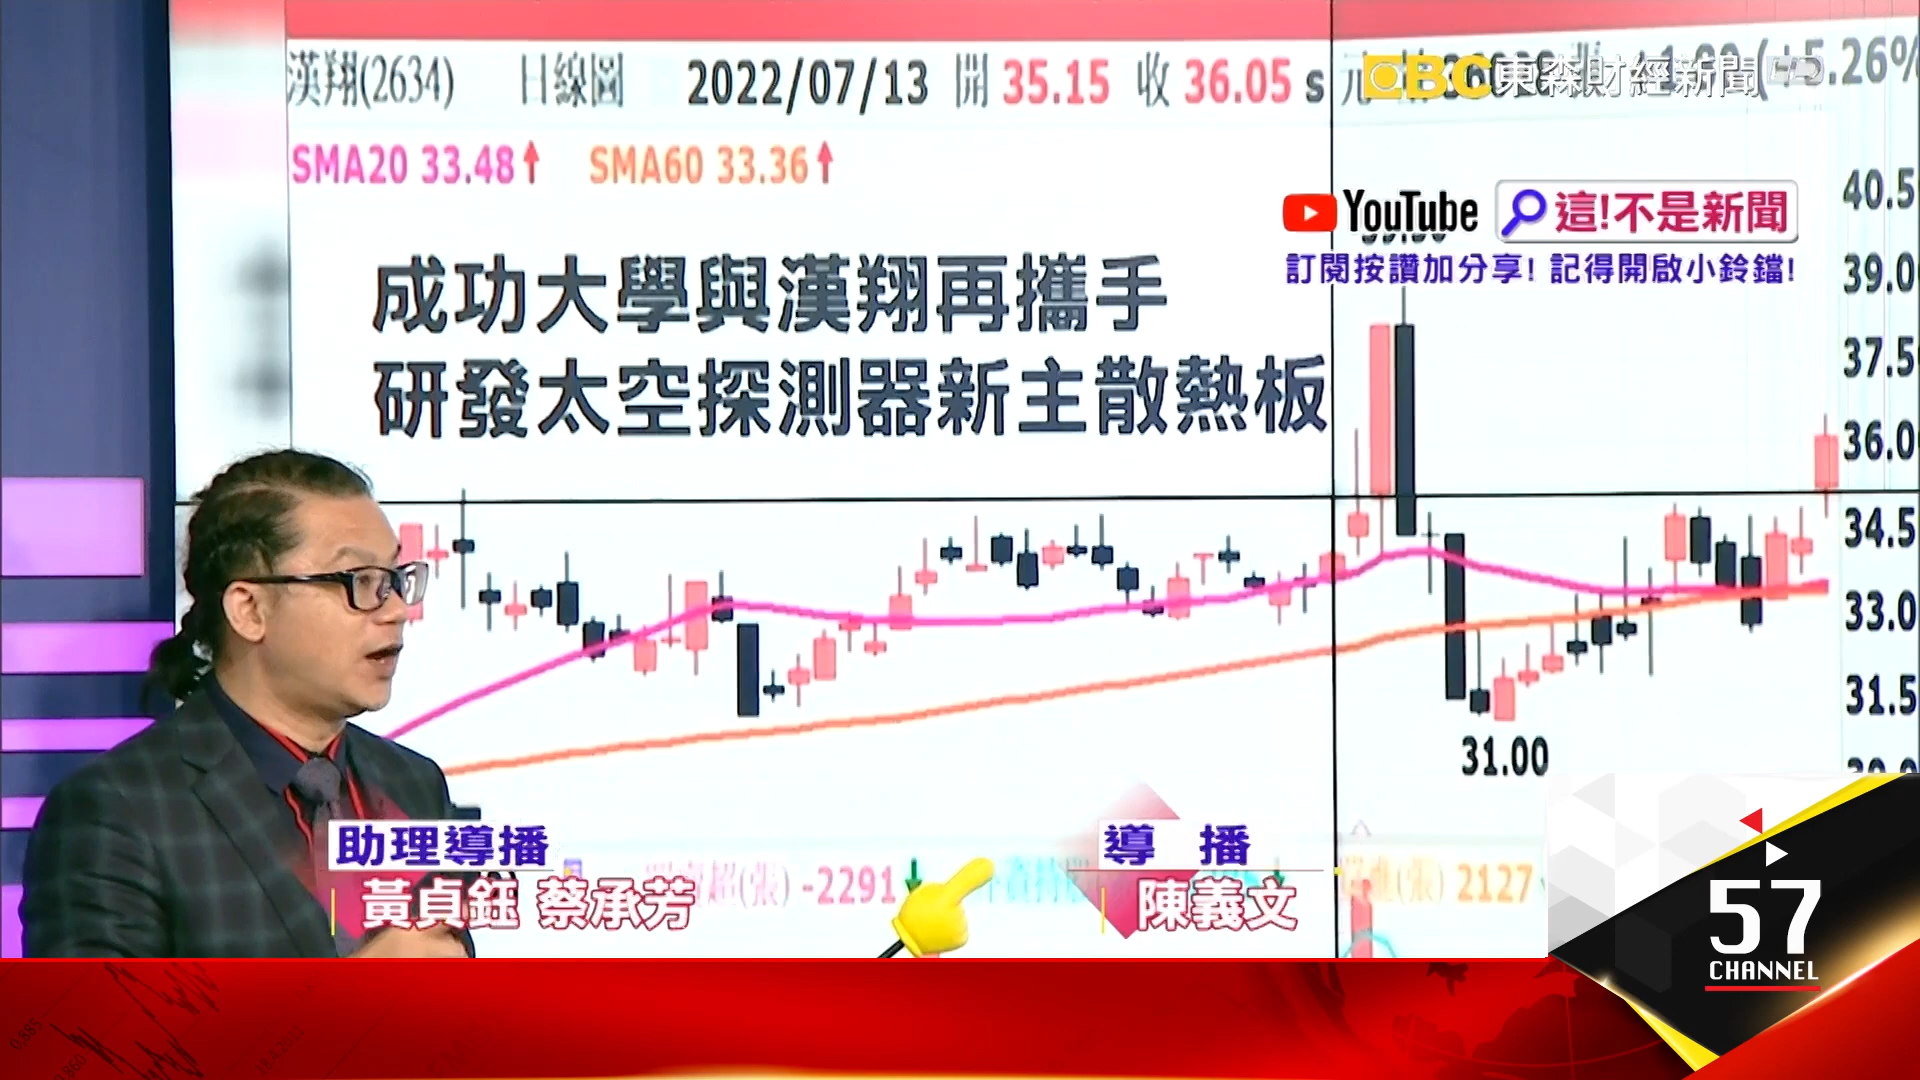 漢翔(2634) 日線圖 2022/07/13 開 35.15 收 36.05 s 元
東森財經新聞
+5.26%
SMA20 33.48↑ SMA60 33.36↑
YouTube 這!不是新聞
訂閱按讚加分享! 記得開啟小鈴鐺!
成功大學與漢翔再攜手
研發太空探測器新主散熱板
40.5
39.0
37.5
36.0
34.5
33.0
31.5
31.00
助理導播
黃貞鈺 蔡承芳
導 播
陳義文
(張) -2291
(張) 2127
57
CHANNEL